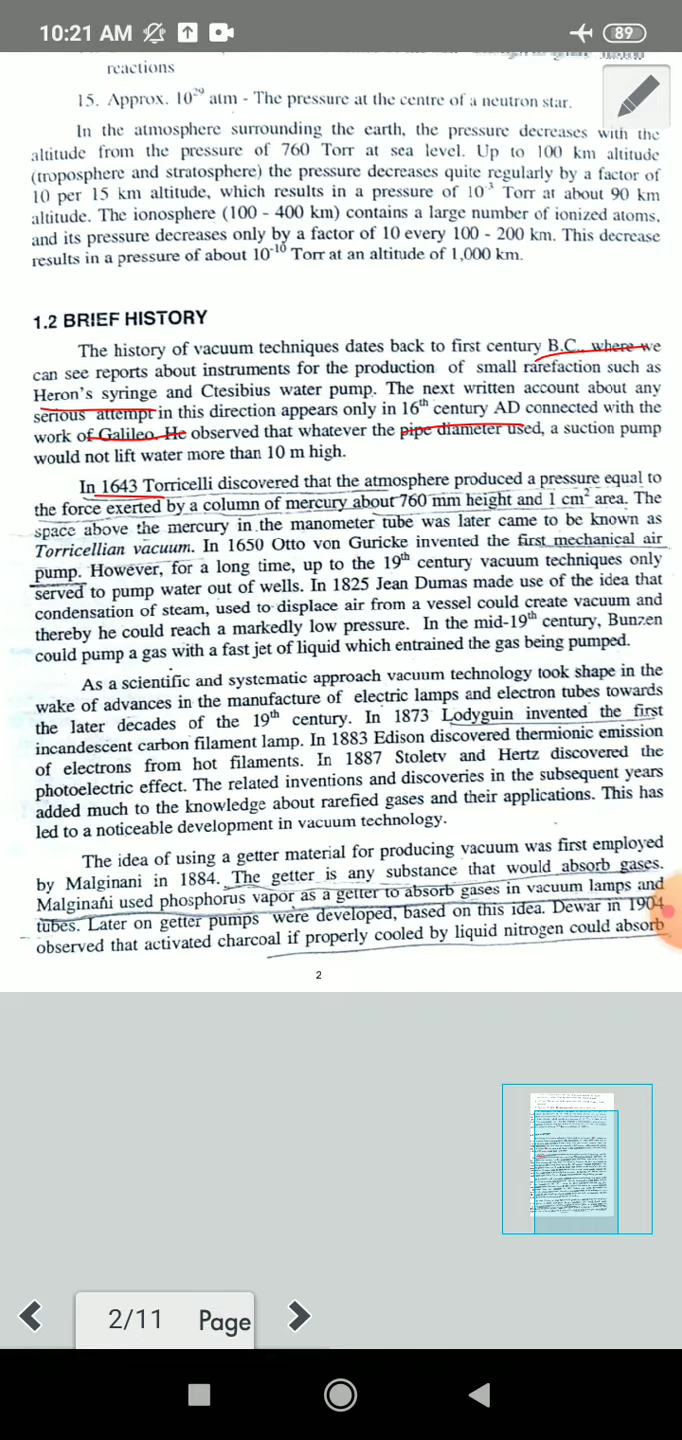 10:21 AM 89
reactions
15. Approx. 10²⁹ atm - The pressure at the centre of a neutron star.
In the atmosphere surrounding the earth, the pressure decreases with the
altitude from the pressure of 760 Torr at sea level. Up to 100 km altitude
(troposphere and stratosphere) the pressure decreases quite regularly by a factor of
10 per 15 km altitude, which results in a pressure of 10⁻³ Torr at about 90 km
altitude. The ionosphere (100 - 400 km) contains a large number of ionized atoms,
and its pressure decreases only by a factor of 10 every 100 - 200 km. This decrease
results in a pressure of about 10⁻¹⁰ Torr at an altitude of 1,000 km.
1.2 BRIEF HISTORY
The history of vacuum techniques dates back to first century B.C., where we
can see reports about instruments for the production of small rarefaction such as
Heron's syringe and Ctesibius water pump. The next written account about any
serious attempt in this direction appears only in 16th century AD connected with the
work of Galileo. He observed that whatever the pipe diameter used, a suction pump
would not lift water more than 10 m high.
In 1643 Torricelli discovered that the atmosphere produced a pressure equal to
the force exerted by a column of mercury about 760 mm height and 1 cm² area. The
space above the mercury in the manometer tube was later came to be known as
Torricellian vacuum. In 1650 Otto von Guricke invented the first mechanical air
pump. However, for a long time, up to the 19th century vacuum techniques only
served to pump water out of wells. In 1825 Jean Dumas made use of the idea that
condensation of steam, used to displace air from a vessel could create vacuum and
thereby he could reach a markedly low pressure. In the mid-19th century, Bunzen
could pump a gas with a fast jet of liquid which entrained the gas being pumped.
As a scientific and systematic approach vacuum technology took shape in the
wake of advances in the manufacture of electric lamps and electron tubes towards
the later decades of the 19th century. In 1873 Lodyguin invented the first
incandescent carbon filament lamp. In 1883 Edison discovered thermionic emission
of electrons from hot filaments. In 1887 Stoletv and Hertz discovered the
photoelectric effect. The related inventions and discoveries in the subsequent years
added much to the knowledge about rarefied gases and their applications. This has
led to a noticeable development in vacuum technology.
The idea of using a getter material for producing vacuum was first employed
by Malginani in 1884. The getter is any substance that would absorb gases.
Malginani used phosphorus vapor as a getter to absorb gases in vacuum lamps and
tubes. Later on getter pumps were developed, based on this idea. Dewar in 1904
observed that activated charcoal if properly cooled by liquid nitrogen could absorb
2
2/11 Page